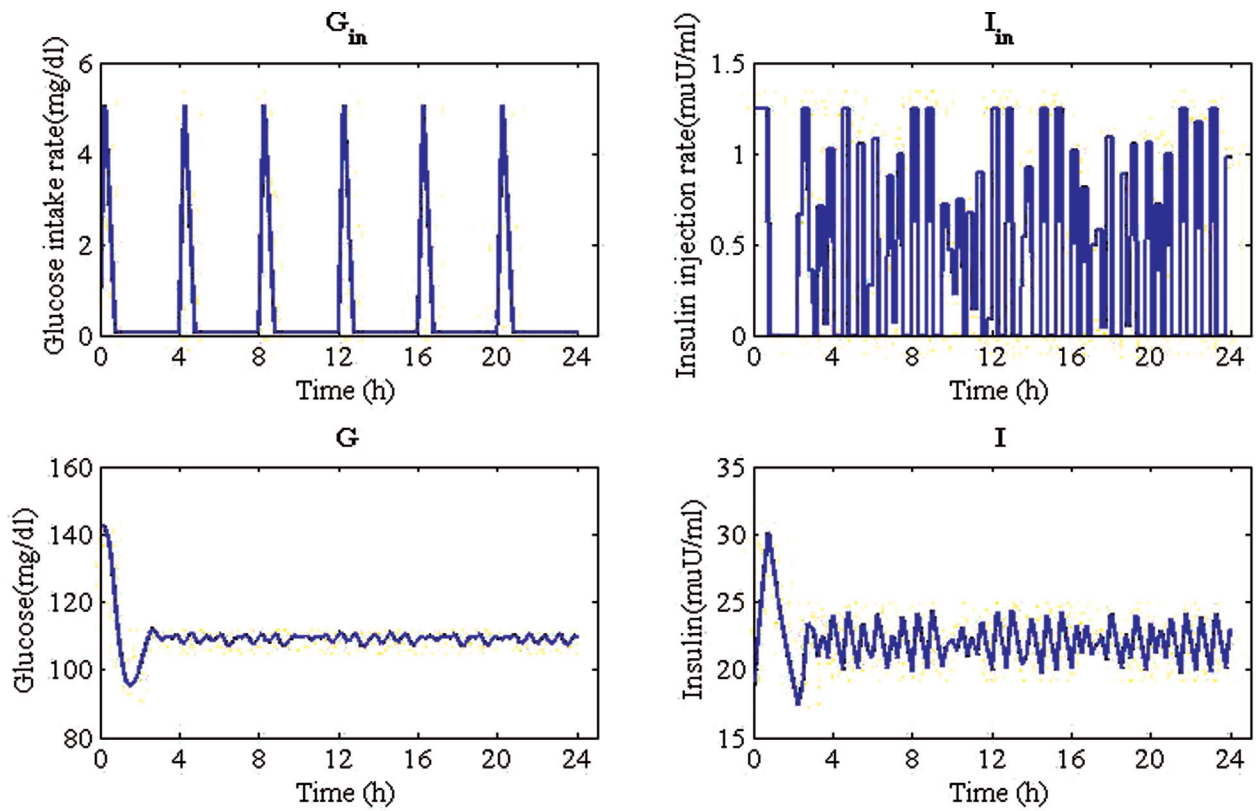 G_in
Glucose intake rate(mg/dl)
6
4
2
0
0 4 8 12 16 20 24
Time (h)
I_in
Insulin injection rate(muU/ml)
1.5
1
0.5
0
0 4 8 12 16 20 24
Time (h)
G
Glucose(mg/dl)
160
140
120
100
80
0 4 8 12 16 20 24
Time (h)
I
Insulin(muU/ml)
35
30
25
20
15
0 4 8 12 16 20 24
Time (h)